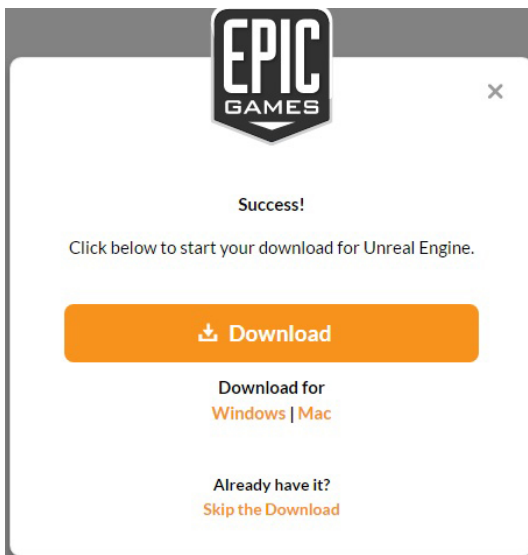 EPIC
GAMES
Success!
Click below to start your download for Unreal Engine.
Download
Download for
Windows | Mac
Already have it?
Skip the Download